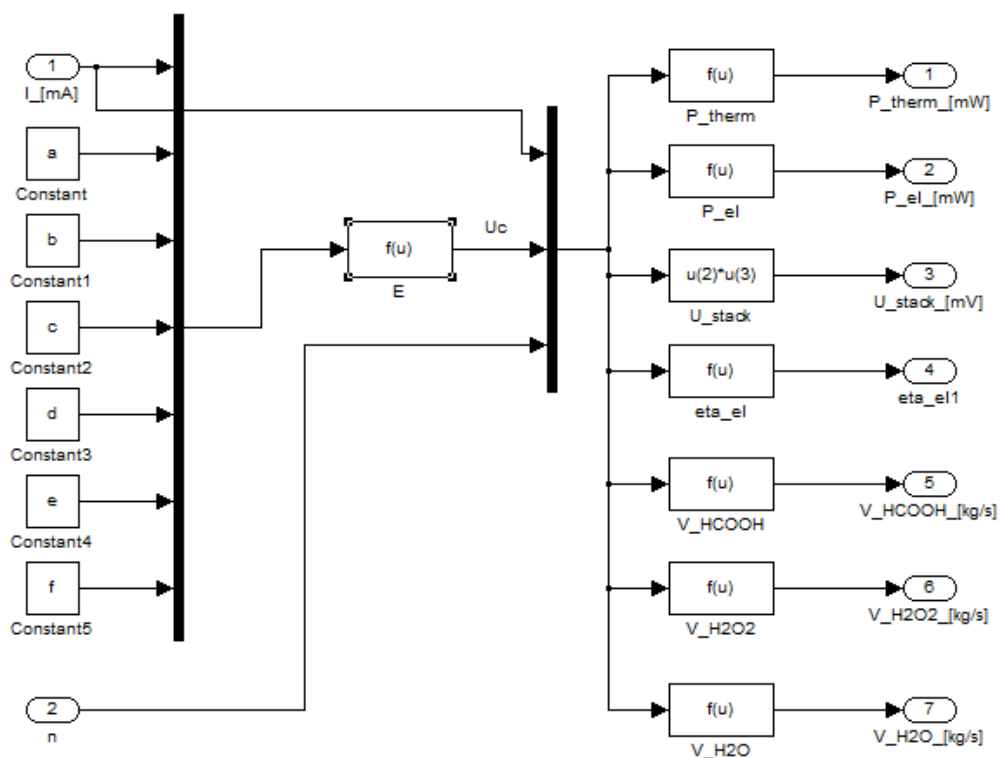 1
I_[mA]
a
Constant
b
Constant1
c
Constant2
d
Constant3
e
Constant4
f
Constant5
2
n
f(u)
E
Uc
f(u)
P_therm
1
P_therm_[mW]
f(u)
P_el
2
P_el_[mW]
u(2)*u(3)
U_stack
3
U_stack_[mV]
f(u)
eta_el
4
eta_el1
f(u)
V_HCOOH
5
V_HCOOH_[kg/s]
f(u)
V_H2O2
6
V_H2O2_[kg/s]
f(u)
V_H2O
7
V_H2O_[kg/s]